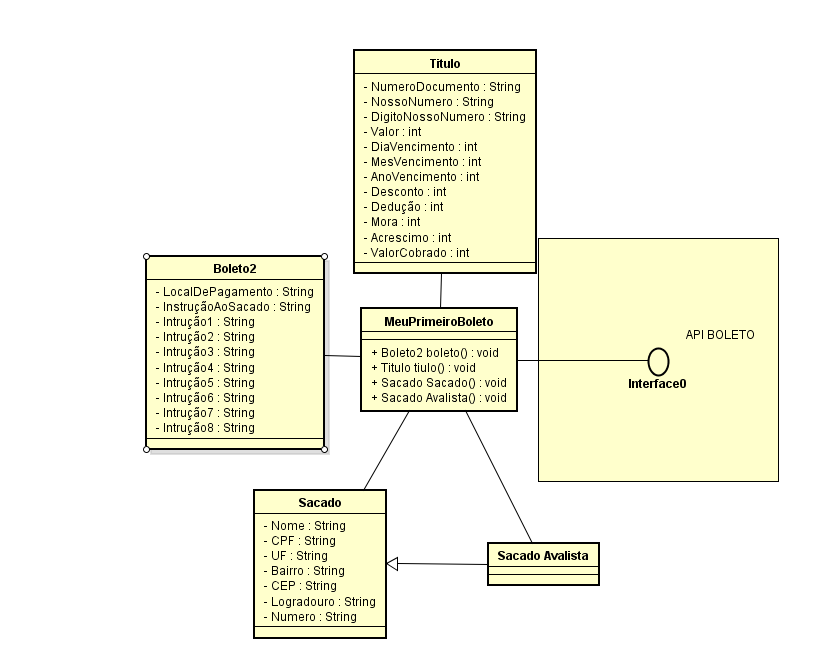 Titulo
- NumeroDocumento : String
- NossoNumero : String
- DigitoNossoNumero : String
- Valor : int
- DiaVencimento : int
- MesVencimento : int
- AnoVencimento : int
- Desconto : int
- Dedução : int
- Mora : int
- Acrescimo : int
- ValorCobrado : int
Boleto2
- LocalDePagamento : String
- InstruçãoAoSacado : String
- Intrução1 : String
- Intrução2 : String
- Intrução3 : String
- Intrução4 : String
- Intrução5 : String
- Intrução6 : String
- Intrução7 : String
- Intrução8 : String
MeuPrimeiroBoleto
+ Boleto2 boleto() : void
+ Titulo tiulo() : void
+ Sacado Sacado() : void
+ Sacado Avalista() : void
API BOLETO
Interface0
Sacado
- Nome : String
- CPF : String
- UF : String
- Bairro : String
- CEP : String
- Logradouro : String
- Numero : String
Sacado Avalista